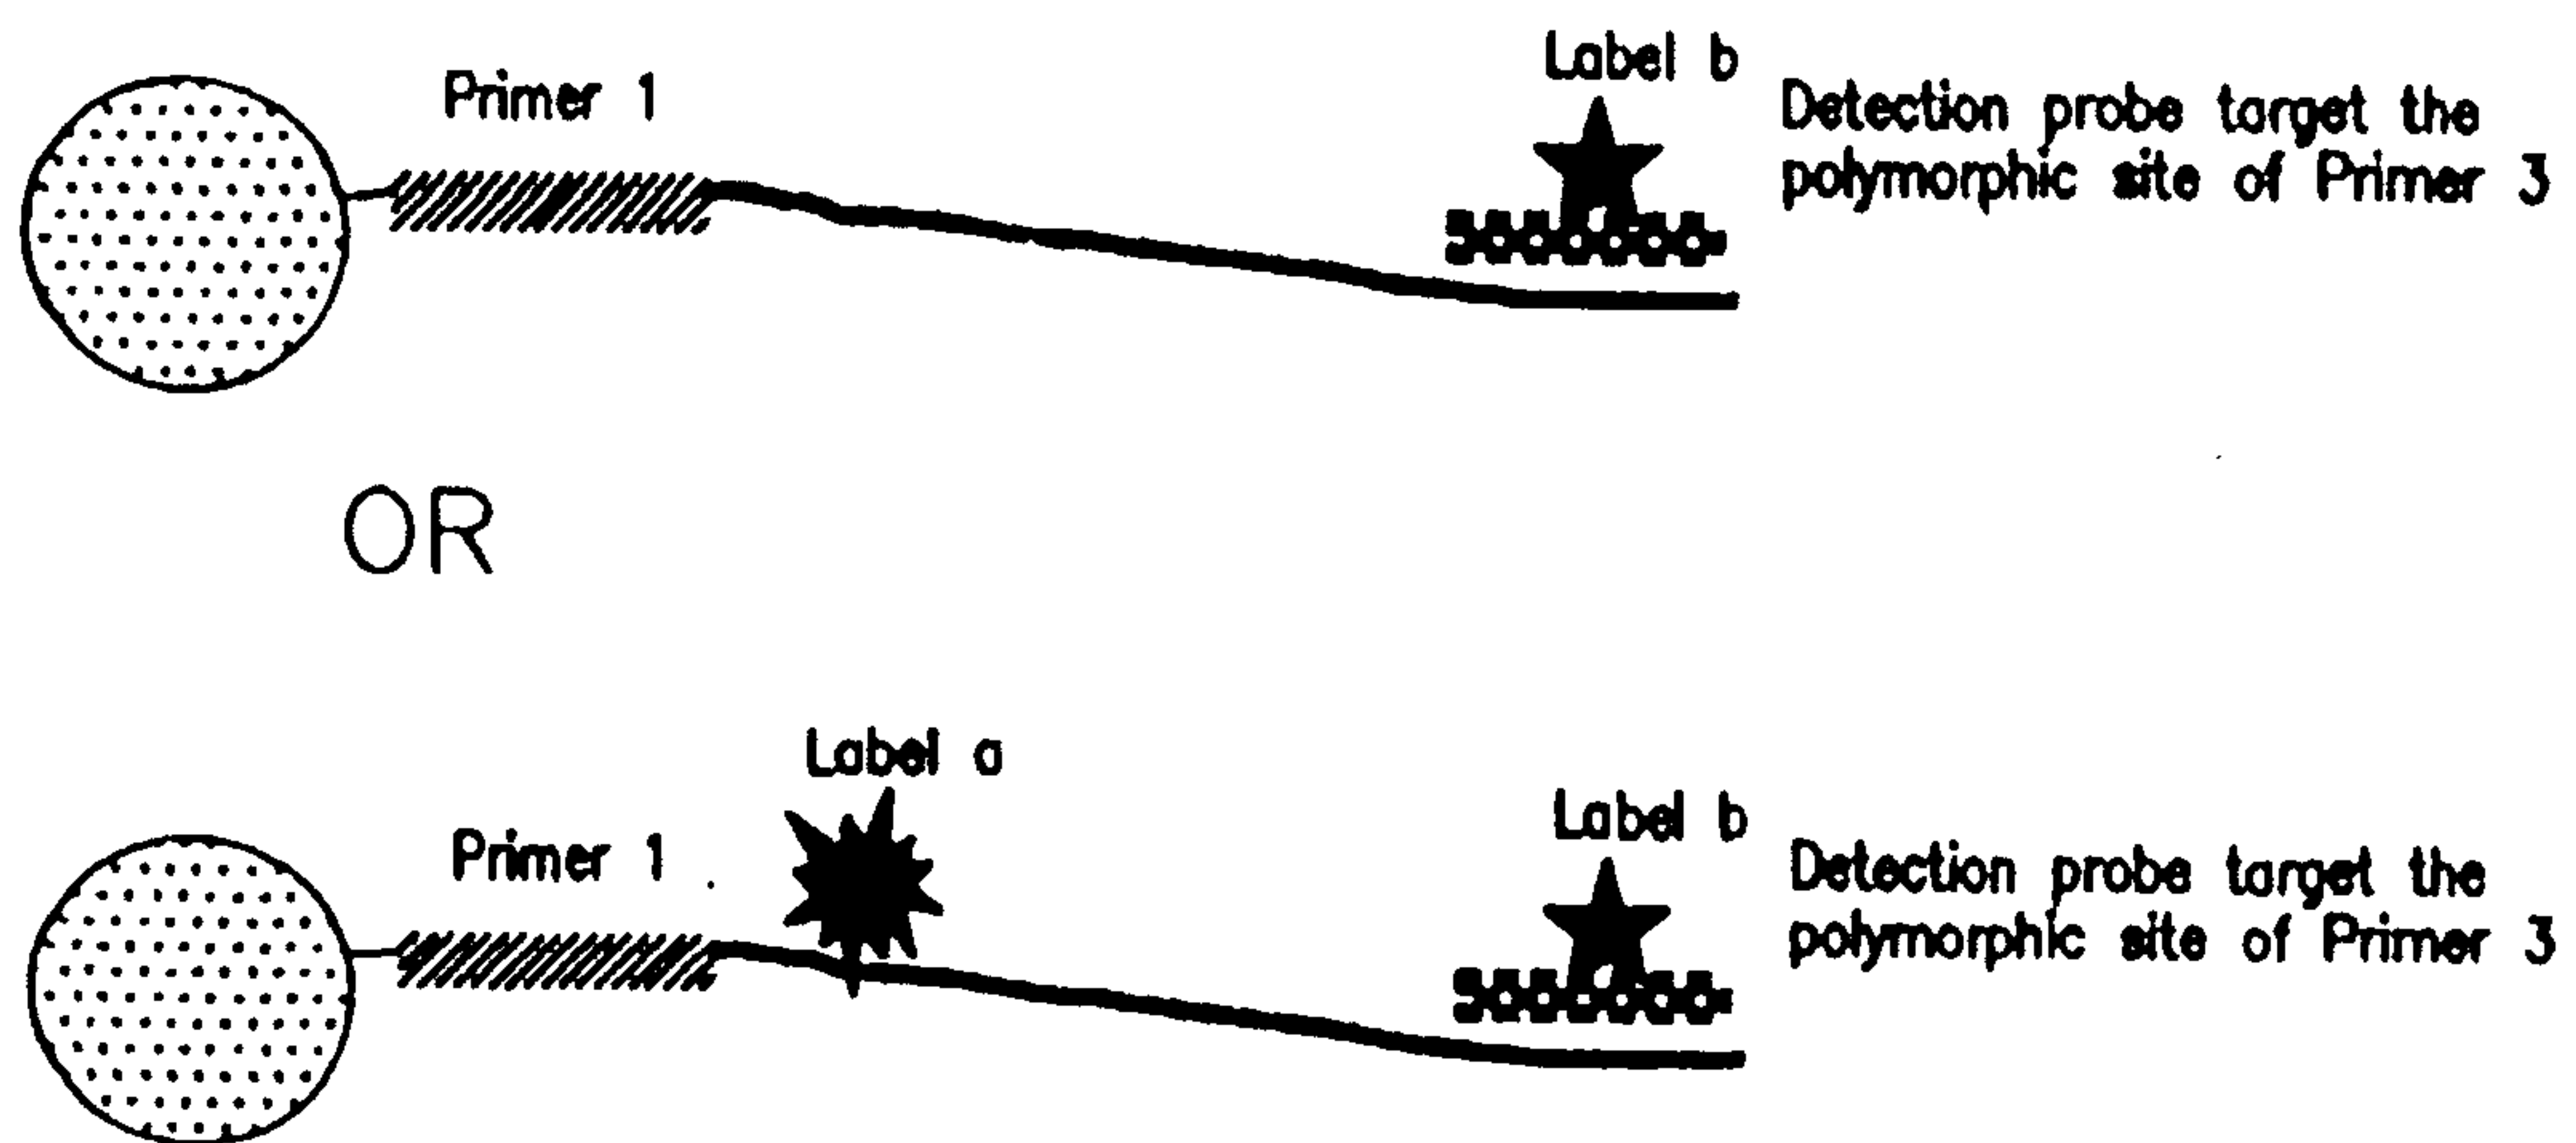 Label b
Primer 1
Detection probe target the
polymorphic site of Primer 3
OR
Label a
Label b
Primer 1
Detection probe target the
polymorphic site of Primer 3